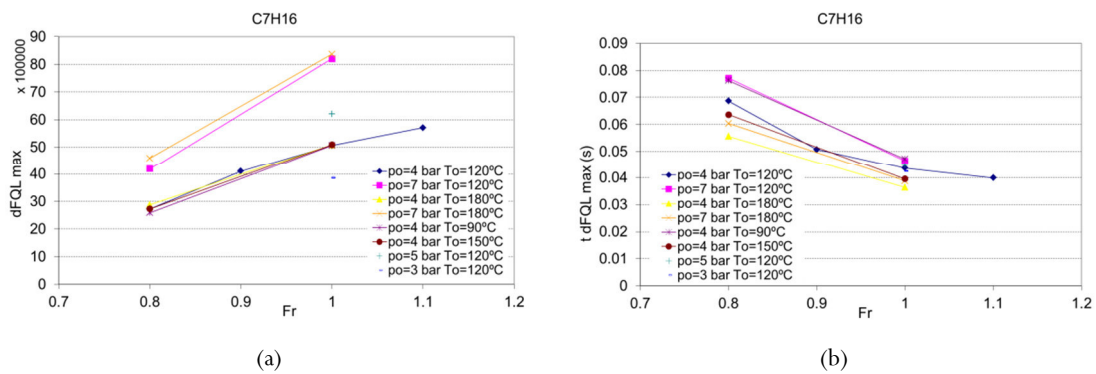 C7H16
90
80
70
60
50
40
30
20
10
0
x 100000
dFQL max
po=4 bar To=120ºC
po=7 bar To=120ºC
po=4 bar To=180ºC
po=7 bar To=180ºC
po=4 bar To=90ºC
po=4 bar To=150ºC
po=5 bar To=120ºC
po=3 bar To=120ºC
0.7 0.8 0.9 1 1.1 1.2
Fr
(a)
C7H16
0.09
0.08
0.07
0.06
0.05
0.04
0.03
0.02
0.01
0
t dFQL max (s)
po=4 bar To=120ºC
po=7 bar To=120ºC
po=4 bar To=180ºC
po=7 bar To=180ºC
po=4 bar To=90ºC
po=4 bar To=150ºC
po=5 bar To=120ºC
po=3 bar To=120ºC
0.7 0.8 0.9 1 1.1 1.2
Fr
(b)